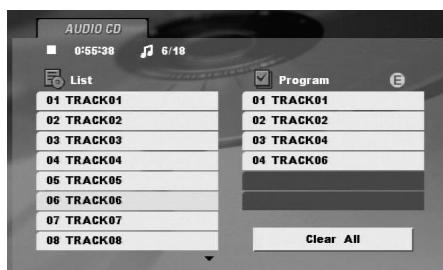 AUDIO CD
0:55:38 6/18
List
01 TRACK01
02 TRACK02
03 TRACK03
04 TRACK04
05 TRACK05
06 TRACK06
07 TRACK07
08 TRACK08
Program E
01 TRACK01
02 TRACK02
03 TRACK04
04 TRACK06
Clear All